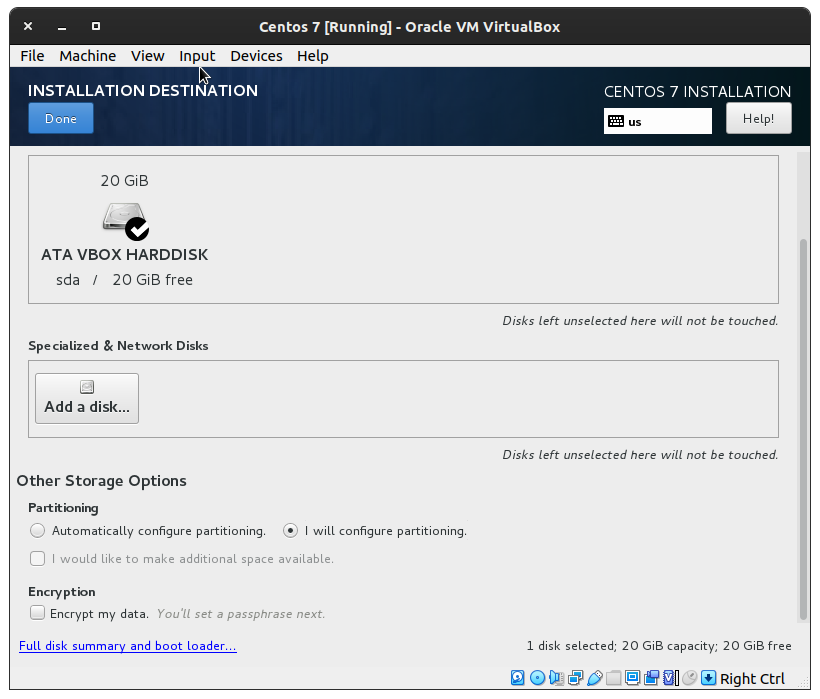 Centos 7 [Running] - Oracle VM VirtualBox
File Machine View Input Devices Help
INSTALLATION DESTINATION
CENTOS 7 INSTALLATION
Done
us
Help!
20 GiB
ATA VBOX HARDDISK
sda / 20 GiB free
Disks left unselected here will not be touched.
Specialized & Network Disks
Add a disk...
Disks left unselected here will not be touched.
Other Storage Options
Partitioning
Automatically configure partitioning. I will configure partitioning.
I would like to make additional space available.
Encryption
Encrypt my data. You'll set a passphrase next.
Full disk summary and boot loader...
1 disk selected; 20 GiB capacity; 20 GiB free
Right Ctrl